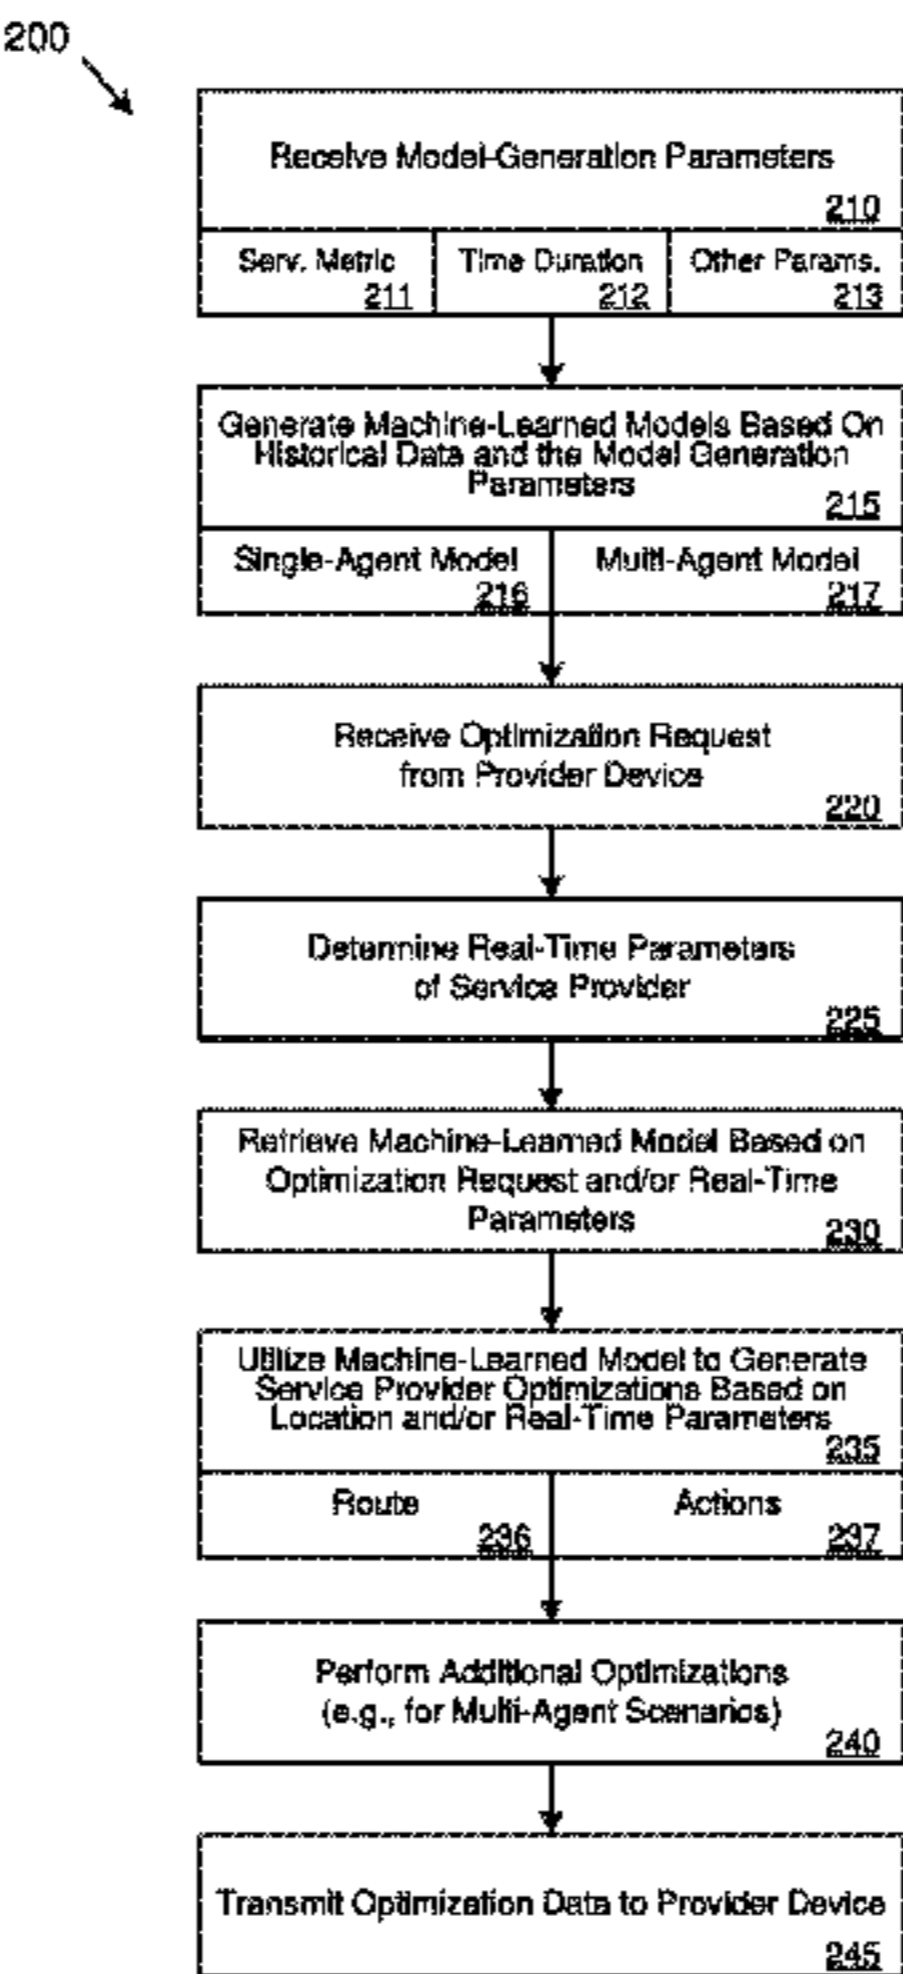 200
Receive Model-Generation Parameters
210
Serv. Metric
211
Time Duration
212
Other Params.
213
Generate Machine-Learned Models Based On
Historical Data and the Model Generation
Parameters
215
Single-Agent Model
216
Multi-Agent Model
217
Receive Optimization Request
from Provider Device
220
Determine Real-Time Parameters
of Service Provider
225
Retrieve Machine-Learned Model Based on
Optimization Request and/or Real-Time
Parameters
230
Utilize Machine-Learned Model to Generate
Service Provider Optimizations Based on
Location and/or Real-Time Parameters
235
Route
236
Actions
237
Perform Additional Optimizations
(e.g., for Multi-Agent Scenarios)
240
Transmit Optimization Data to Provider Device
245